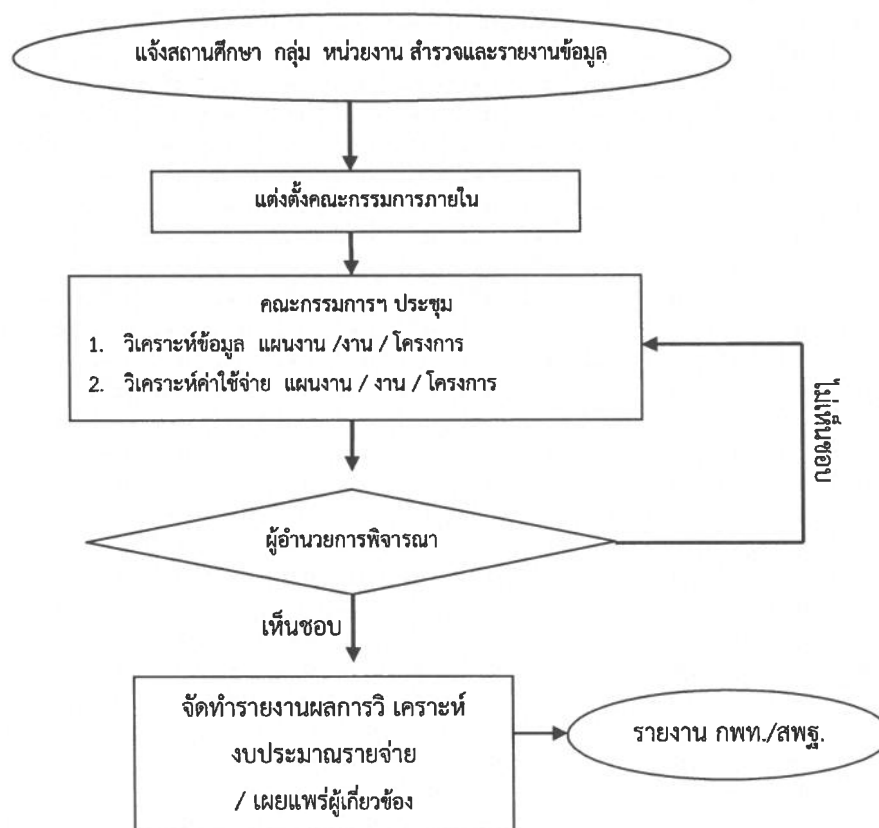 แจ้งสถานศึกษา กลุ่ม หน่วยงาน สำรวจและรายงานข้อมูล
แต่งตั้งคณะกรรมการภายใน
คณะกรรมการฯ ประชุม
1. วิเคราะห์ข้อมูล แผนงาน /งาน / โครงการ
2. วิเคราะห์ค่าใช้จ่าย แผนงาน / งาน / โครงการ
ไม่เห็นชอบ
ผู้อำนวยการพิจารณา
เห็นชอบ
จัดทำรายงานผลการวิ เคราะห์
งบประมาณรายจ่าย
/ เผยแพร่ผู้เกี่ยวข้อง
รายงาน กพท./สพฐ.